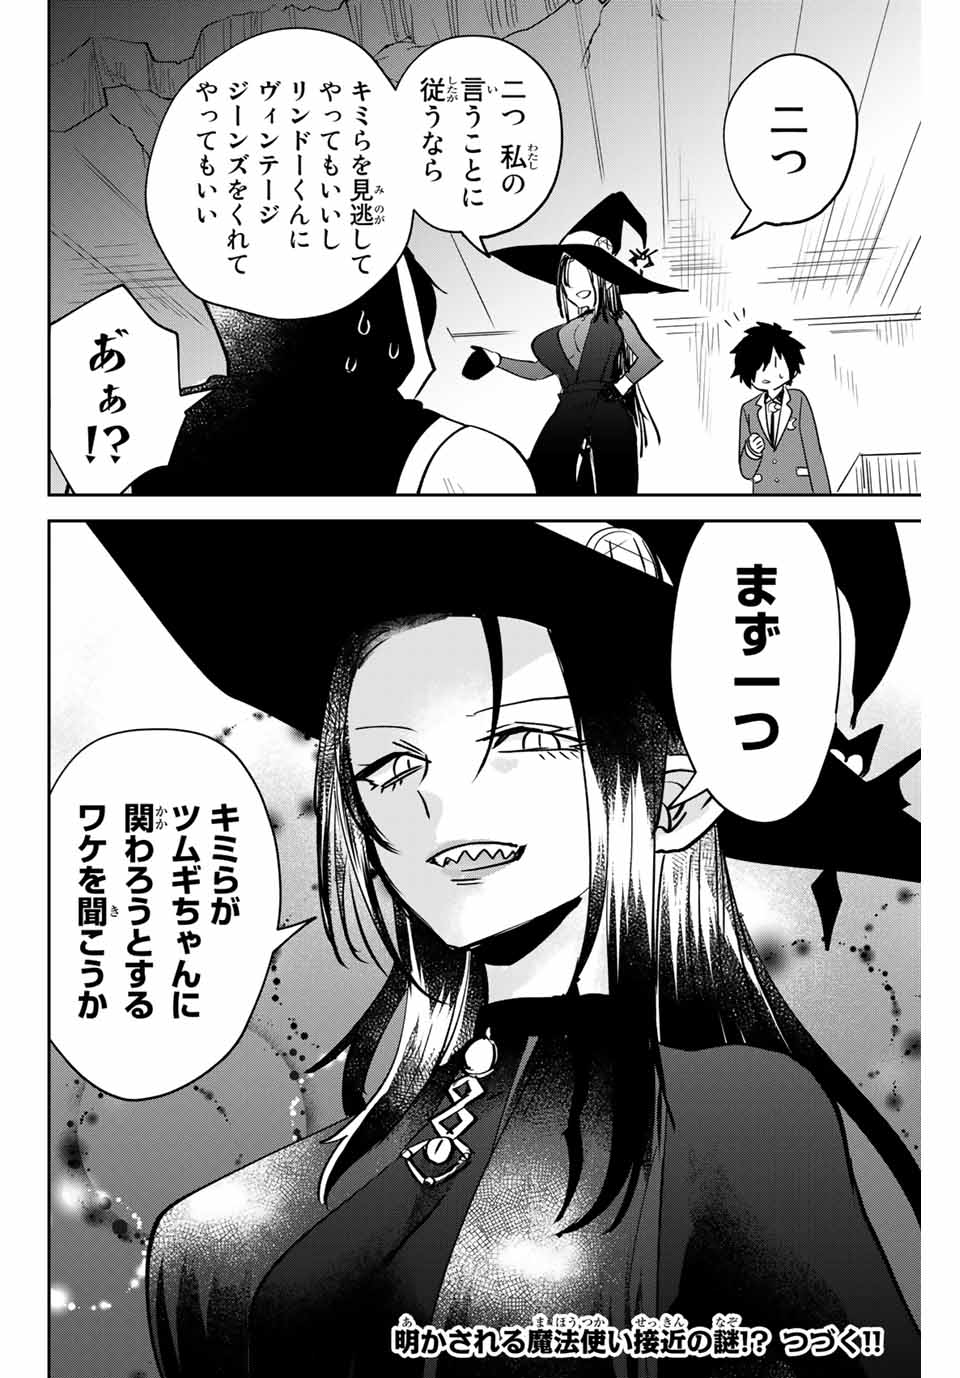 二つ
二つ 私の
言うことに
従うなら
キミらを見逃して
やってもいいし
リンドーくんに
ヴィンテージ
ジーンズをくれて
やってもいい
あ゛ぁ!?
まず一つ
キミらが
ツムギちゃんに
関わろうとする
ワケを聞こうか
明かされる魔法使い接近の謎!? つづく!!